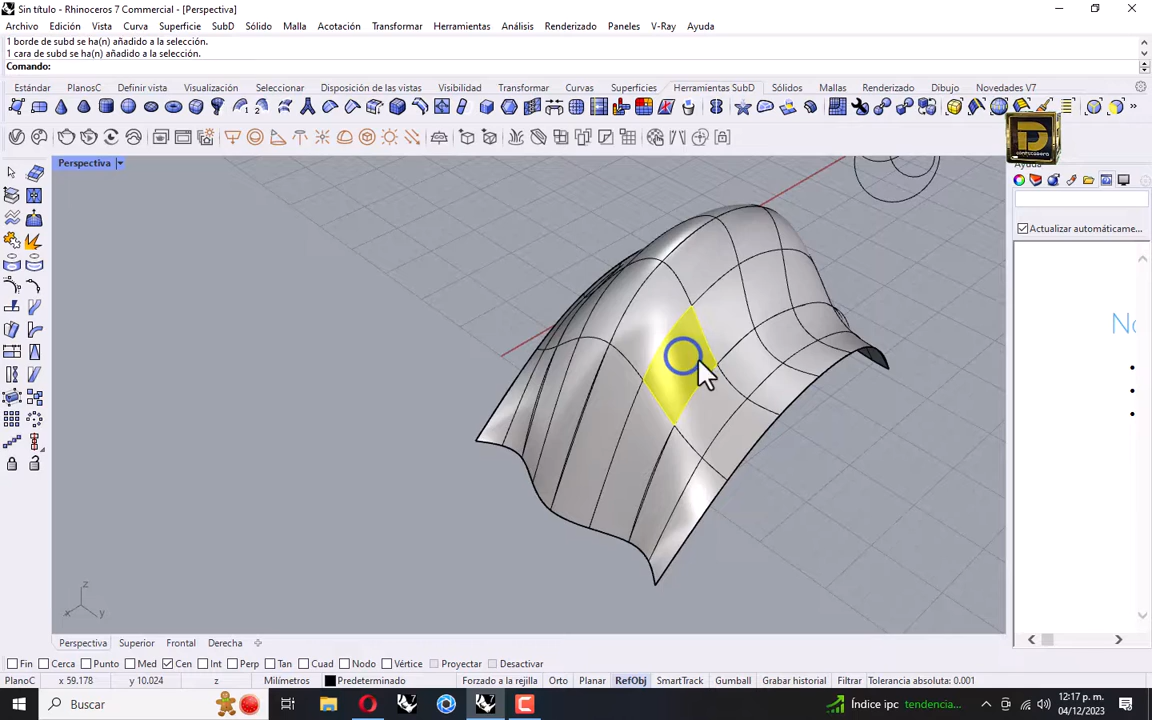 Sin título - Rhinoceros 7 Commercial - [Perspectiva]
Archivo Edición Vista Curva Superficie SubD Sólido Malla Acotación Transformar Herramientas Análisis Renderizado Paneles V-Ray Ayuda
1 borde de subd se ha(n) añadido a la selección.
1 cara de subd se ha(n) añadido a la selección.
Comando:
Estándar PlanosC Definir vista Visualización Seleccionar Disposición de las vistas Visibilidad Transformar Curvas Superficies Herramientas SubD Sólidos Mallas Renderizado Dibujo Novedades V7
Perspectiva
Actualizar automáticame...
z
x y
Perspectiva Superior Frontal Derecha
Fin Cerca Punto Med Cen Int Perp Tan Cuad Nodo Vértice Proyectar Desactivar
PlanoC x 59.178 y 10.024 z Milímetros Predeterminado Forzado a la rejilla Orto Planar RefObj SmartTrack Gumball Grabar historial Filtrar Tolerancia absoluta: 0.001
Buscar Índice ipc tendencia... 12:17 p. m.
04/12/2023